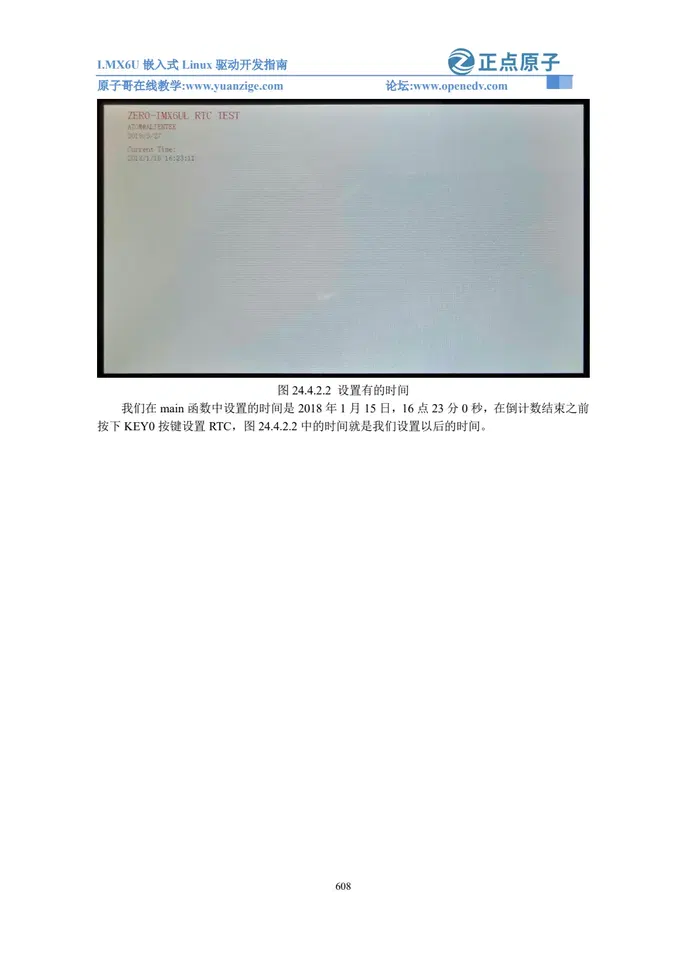 I.MX6U 嵌入式 Linux 驱动开发指南
正点原子
原子哥在线教学:www.yuanzige.com 论坛:www.openedv.com
ZERO-IMX6UL RTC TEST
Current Time:
图 24.4.2.2 设置有的时间
我们在 main 函数中设置的时间是 2018 年 1 月 15 日，16 点 23 分 0 秒，在倒计数结束之前
按下 KEY0 按键设置 RTC，图 24.4.2.2 中的时间就是我们设置以后的时间。
608